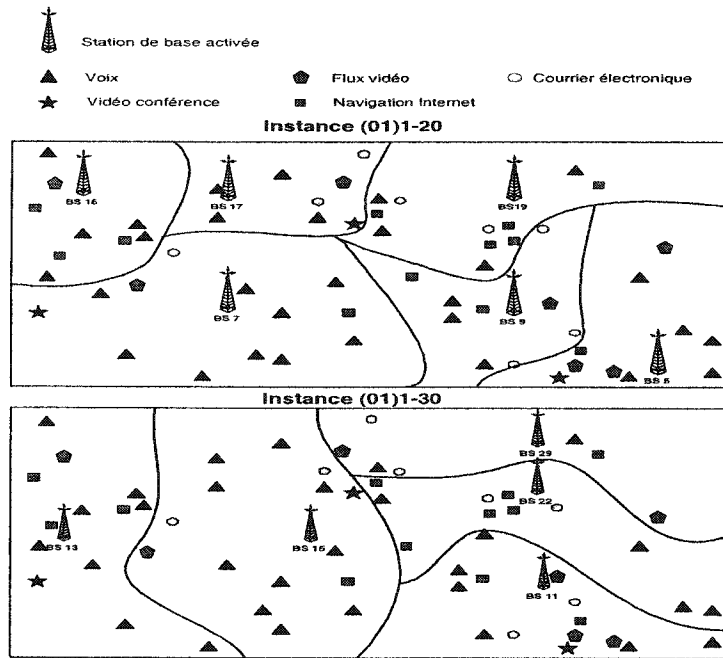 Station de base activée
Voix
Flux vidéo
Courrier électronique
Vidéo conférence
Navigation Internet
Instance (01)1-20
BS 16
BS 17
BS19
BS 7
BS 9
BS 5
Instance (01)1-30
BS 29
BS 22
BS 13
BS 15
BS 11